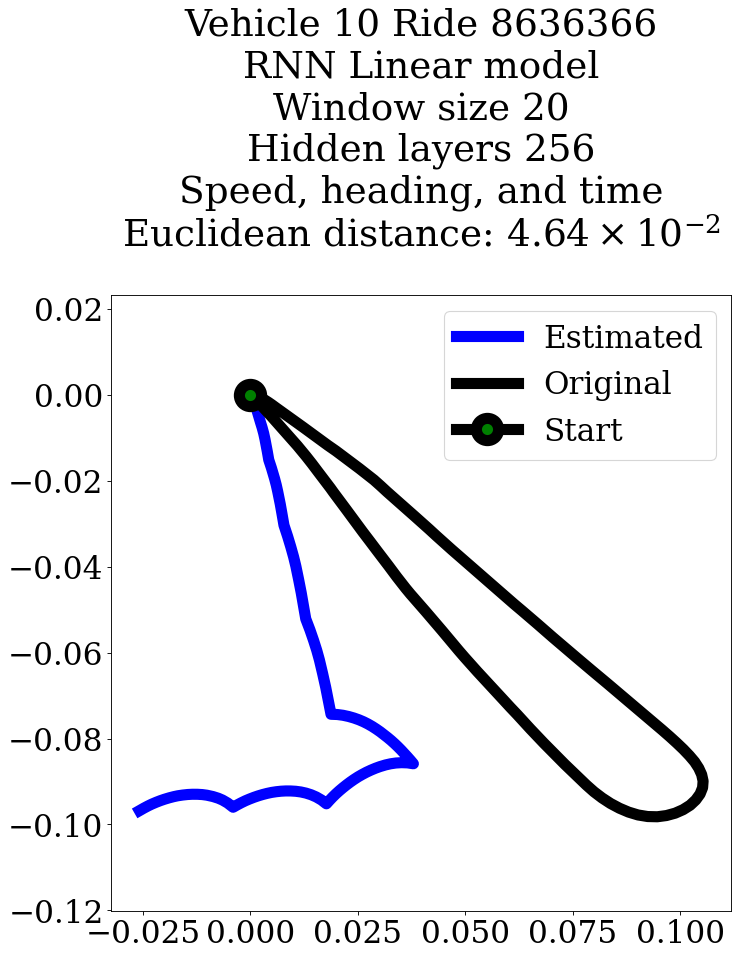 Vehicle 10 Ride 8636366
RNN Linear model
Window size 20
Hidden layers 256
Speed, heading, and time
Euclidean distance: 4.64 × 10⁻²
Estimated
Original
Start
0.02
0.00
−0.02
−0.04
−0.06
−0.08
−0.10
−0.12
−0.025 0.000 0.025 0.050 0.075 0.100